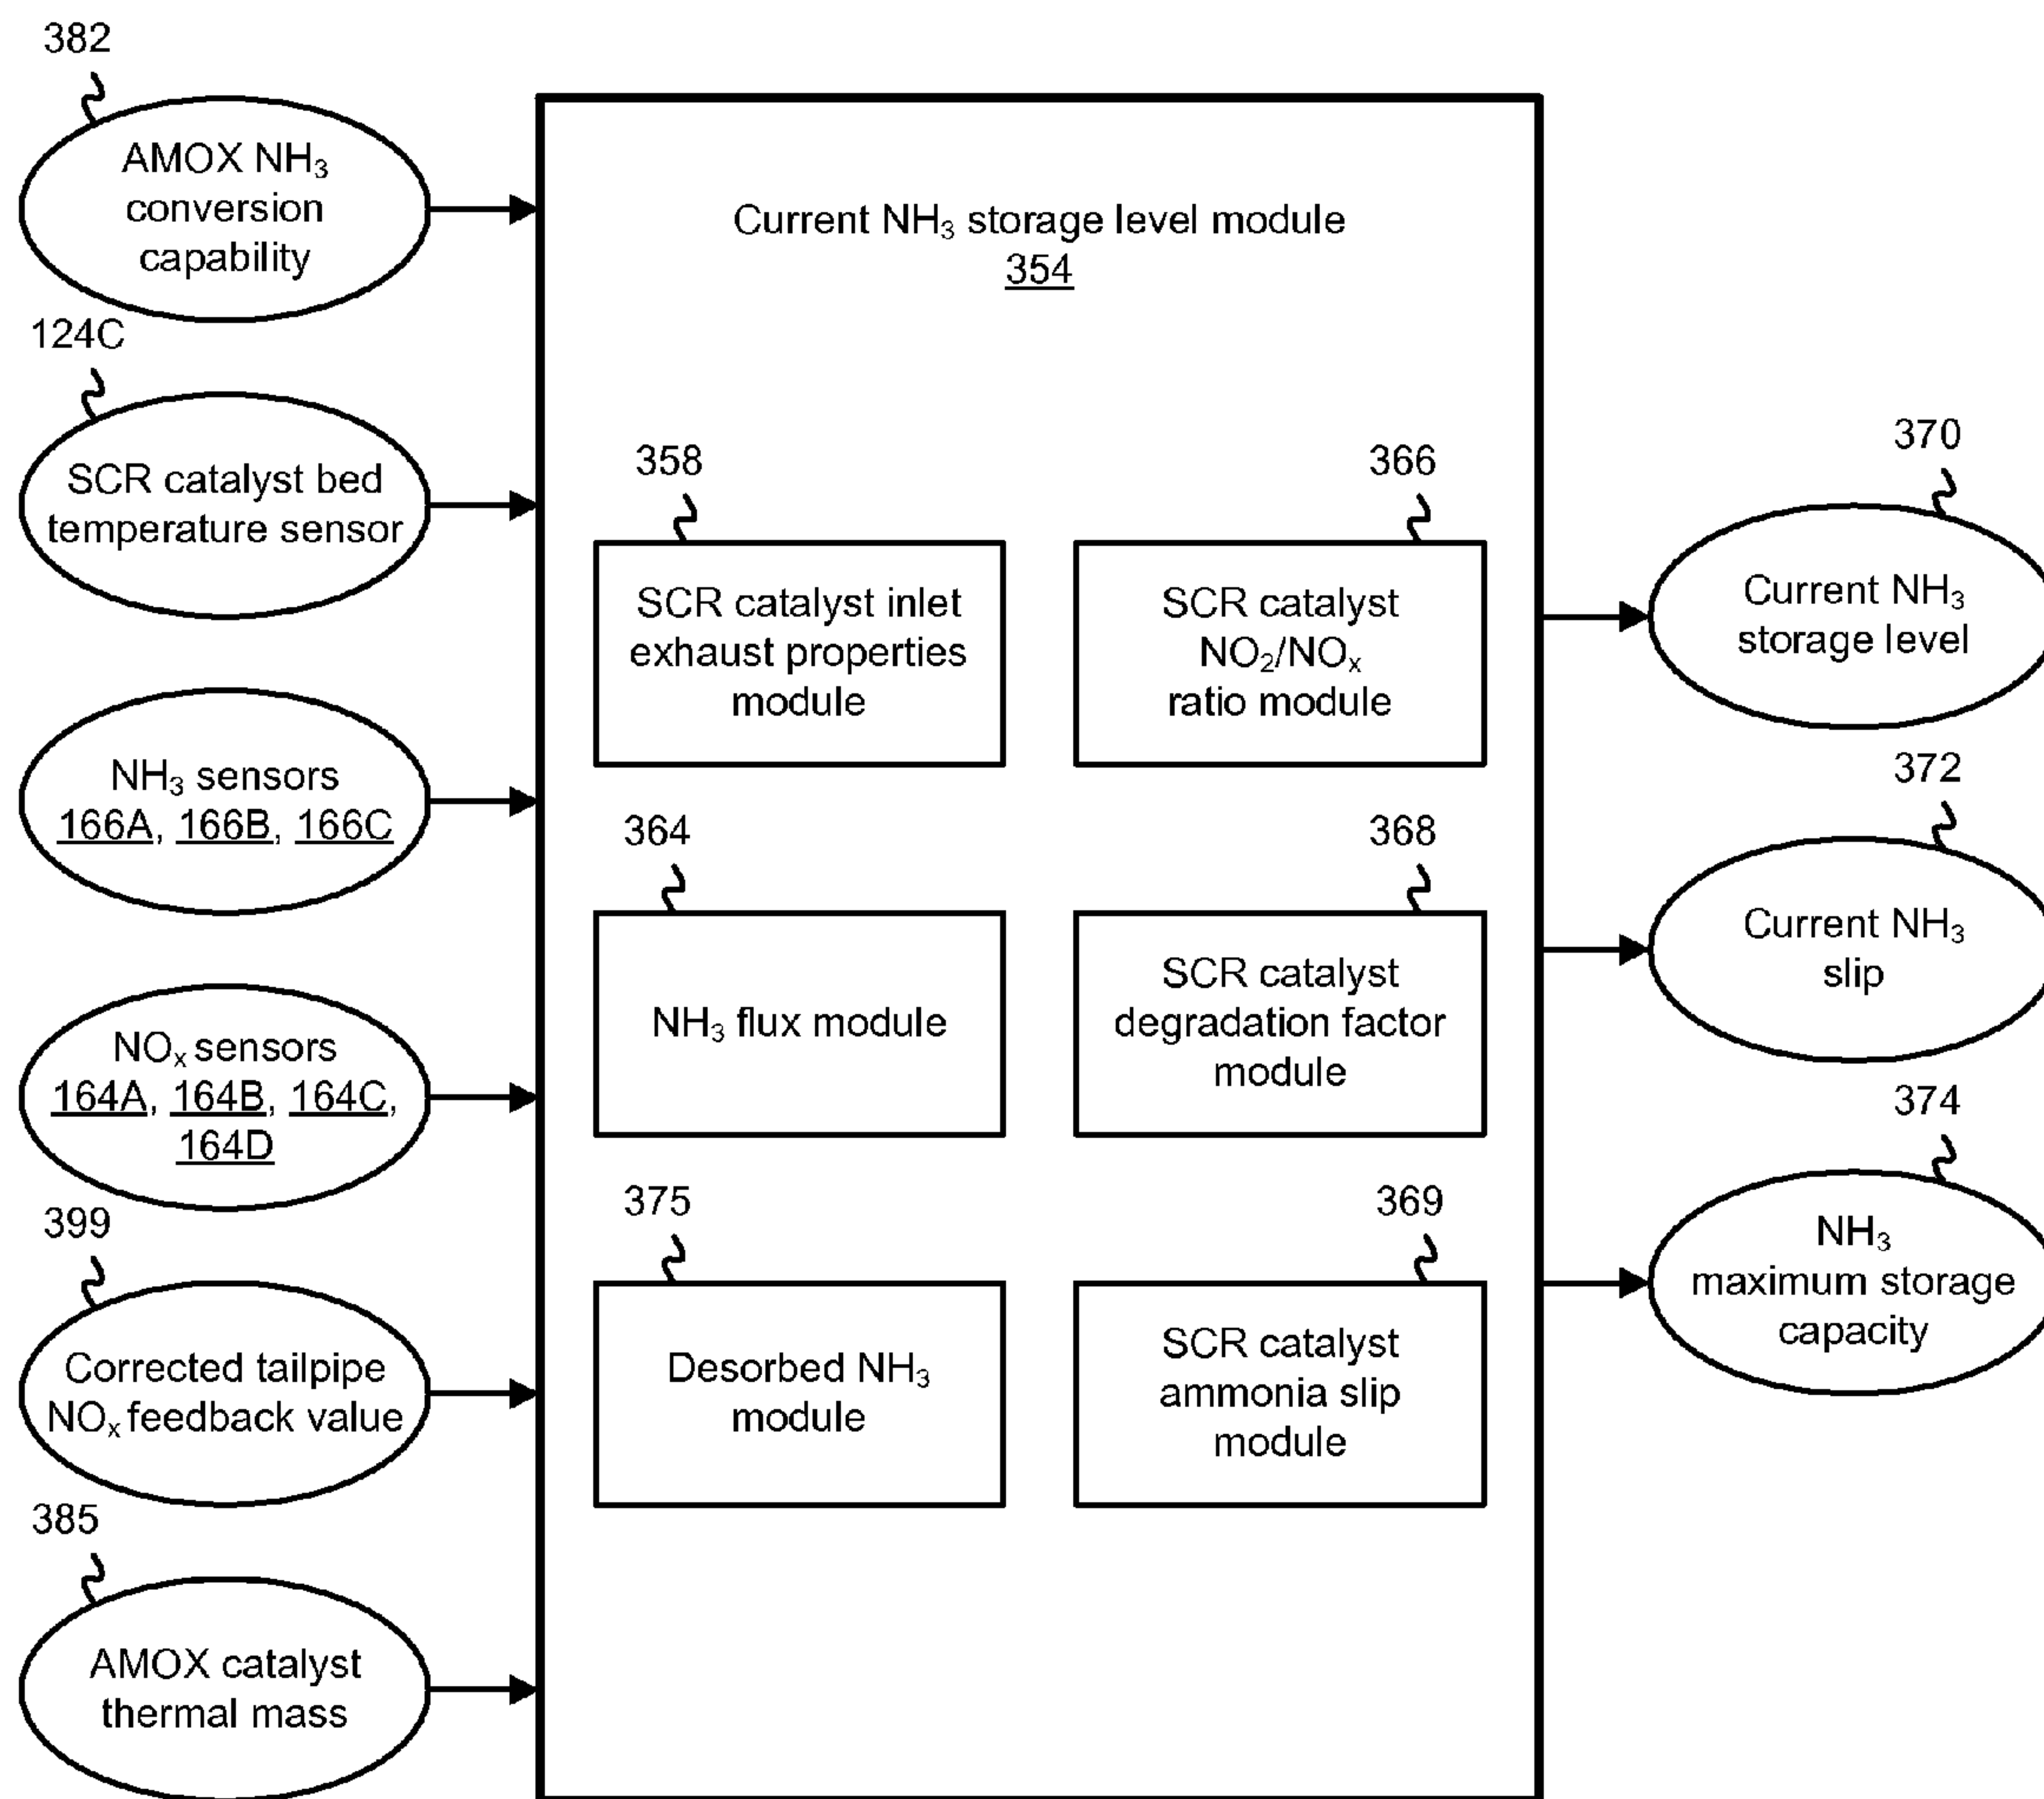 382
AMOX NH₃
conversion
capability
124C
SCR catalyst bed
temperature sensor
NH₃ sensors
166A, 166B, 166C
NOₓ sensors
164A, 164B, 164C,
164D
399
Corrected tailpipe
NOₓ feedback value
385
AMOX catalyst
thermal mass
Current NH₃ storage level module
354
358
SCR catalyst inlet
exhaust properties
module
366
SCR catalyst
NO₂/NOₓ
ratio module
364
NH₃ flux module
368
SCR catalyst
degradation factor
module
375
Desorbed NH₃
module
369
SCR catalyst
ammonia slip
module
370
Current NH₃
storage level
372
Current NH₃
slip
374
NH₃
maximum storage
capacity